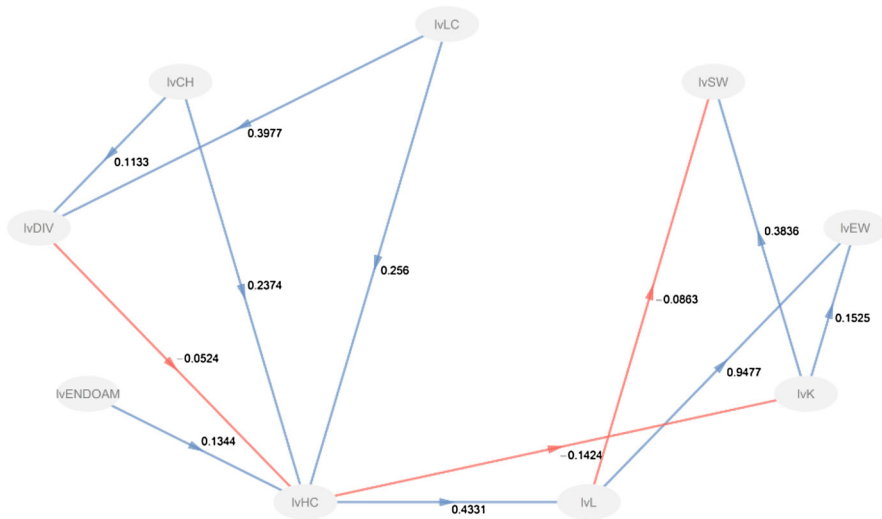 lvLC
lvCH
lvSW
0.3977
0.1133
lvDIV
lvEW
0.3836
0.256
0.2374
−0.0863
0.1525
−0.0524
0.9477
lvENDOAM
lvK
0.1344
−0.1424
lvHC
lvL
0.4331